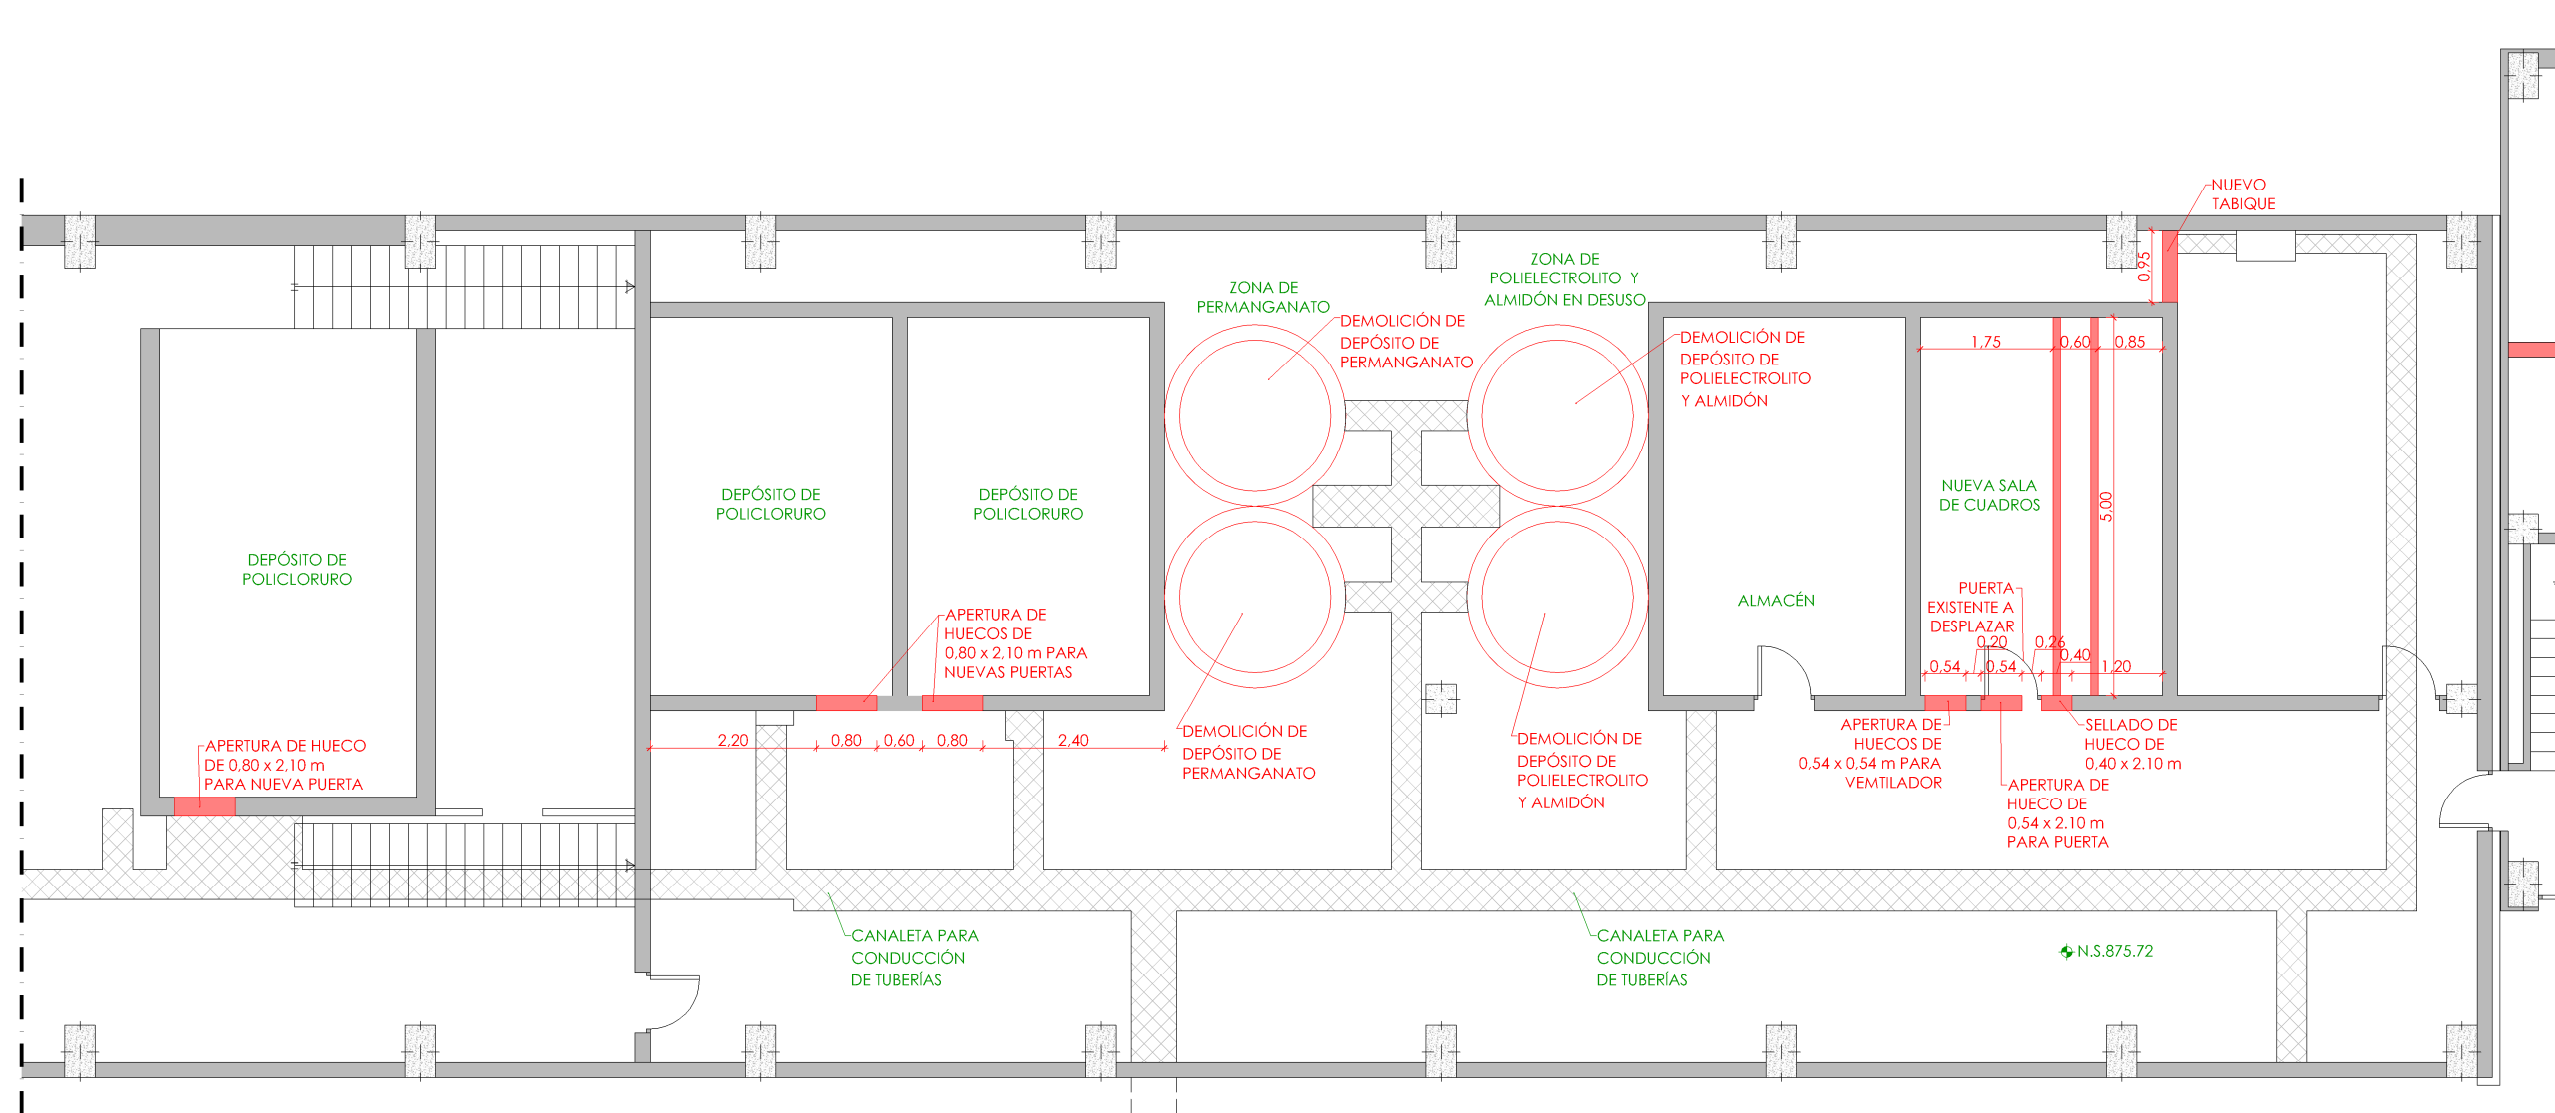 NUEVO
TABIQUE
0,95
ZONA DE
PERMANGANATO
ZONA DE
POLIELECTROLITO Y
ALMIDÓN EN DESUSO
DEMOLICIÓN DE
DEPÓSITO DE
PERMANGANATO
DEMOLICIÓN DE
DEPÓSITO DE
POLIELECTROLITO
Y ALMIDÓN
1,75
0,60
0,85
DEPÓSITO DE
POLICLORURO
DEPÓSITO DE
POLICLORURO
DEPÓSITO DE
POLICLORURO
NUEVA SALA
DE CUADROS
5,00
ALMACÉN
PUERTA
EXISTENTE A
DESPLAZAR
0,20
0,26
0,40
0,54
0,54
1,20
APERTURA DE
HUECOS DE
0,80 x 2,10 m PARA
NUEVAS PUERTAS
APERTURA DE HUECO
DE 0,80 x 2,10 m
PARA NUEVA PUERTA
2,20
0,80
0,60
0,80
2,40
DEMOLICIÓN DE
DEPÓSITO DE
PERMANGANATO
DEMOLICIÓN DE
DEPÓSITO DE
POLIELECTROLITO
Y ALMIDÓN
APERTURA DE
HUECOS DE
0,54 x 0,54 m PARA
VEMTILADOR
SELLADO DE
HUECO DE
0,40 x 2.10 m
APERTURA DE
HUECO DE
0,54 x 2.10 m
PARA PUERTA
CANALETA PARA
CONDUCCIÓN
DE TUBERÍAS
CANALETA PARA
CONDUCCIÓN
DE TUBERÍAS
N.S.875.72